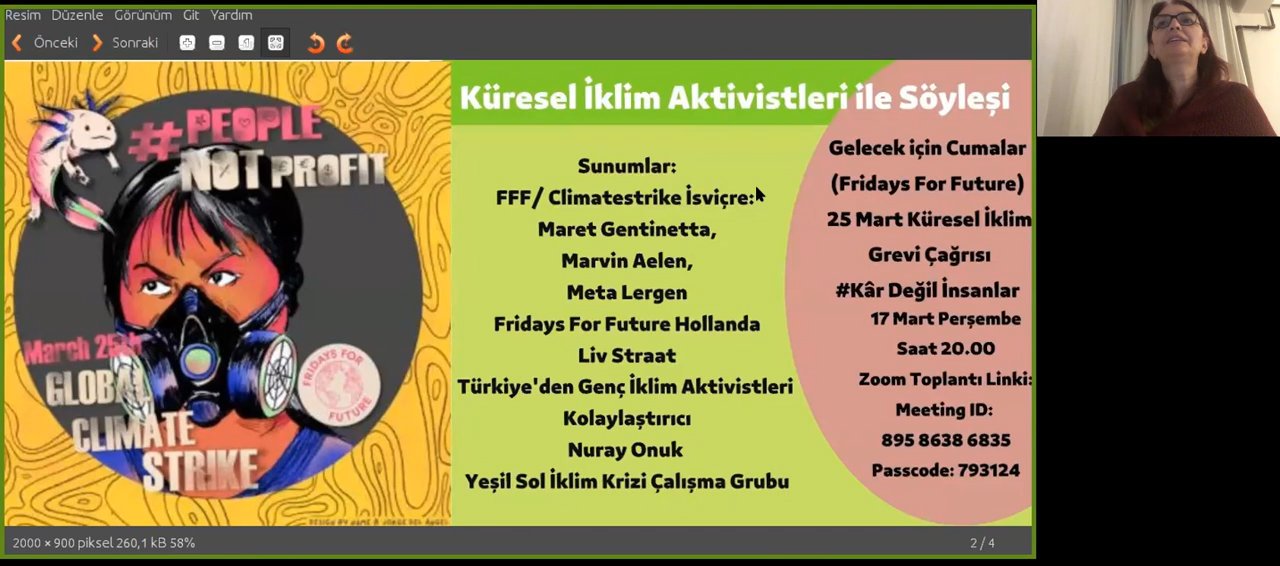 Resim Düzenle Görünüm Git Yardım
Önceki Sonraki
#PEOPLE
NOT PROFIT
March 25th
GLOBAL
CLIMATE
STRIKE
FRIDAYS FOR
FUTURE
Küresel İklim Aktivistleri ile Söyleşi
Sunumlar:
FFF/ Climatestrike İsviçre:
Maret Gentinetta,
Marvin Aelen,
Meta Lergen
Fridays For Future Hollanda
Liv Straat
Türkiye'den Genç İklim Aktivistleri
Kolaylaştırıcı
Nuray Onuk
Yeşil Sol İklim Krizi Çalışma Grubu
Gelecek için Cumalar
(Fridays For Future)
25 Mart Küresel İklim
Grevi Çağrısı
#Kâr Değil İnsanlar
17 Mart Perşembe
Saat 20.00
Zoom Toplantı Linki:
Meeting ID:
895 8638 6835
Passcode: 793124
2000 × 900 piksel 260,1 kB 58%
2 / 4